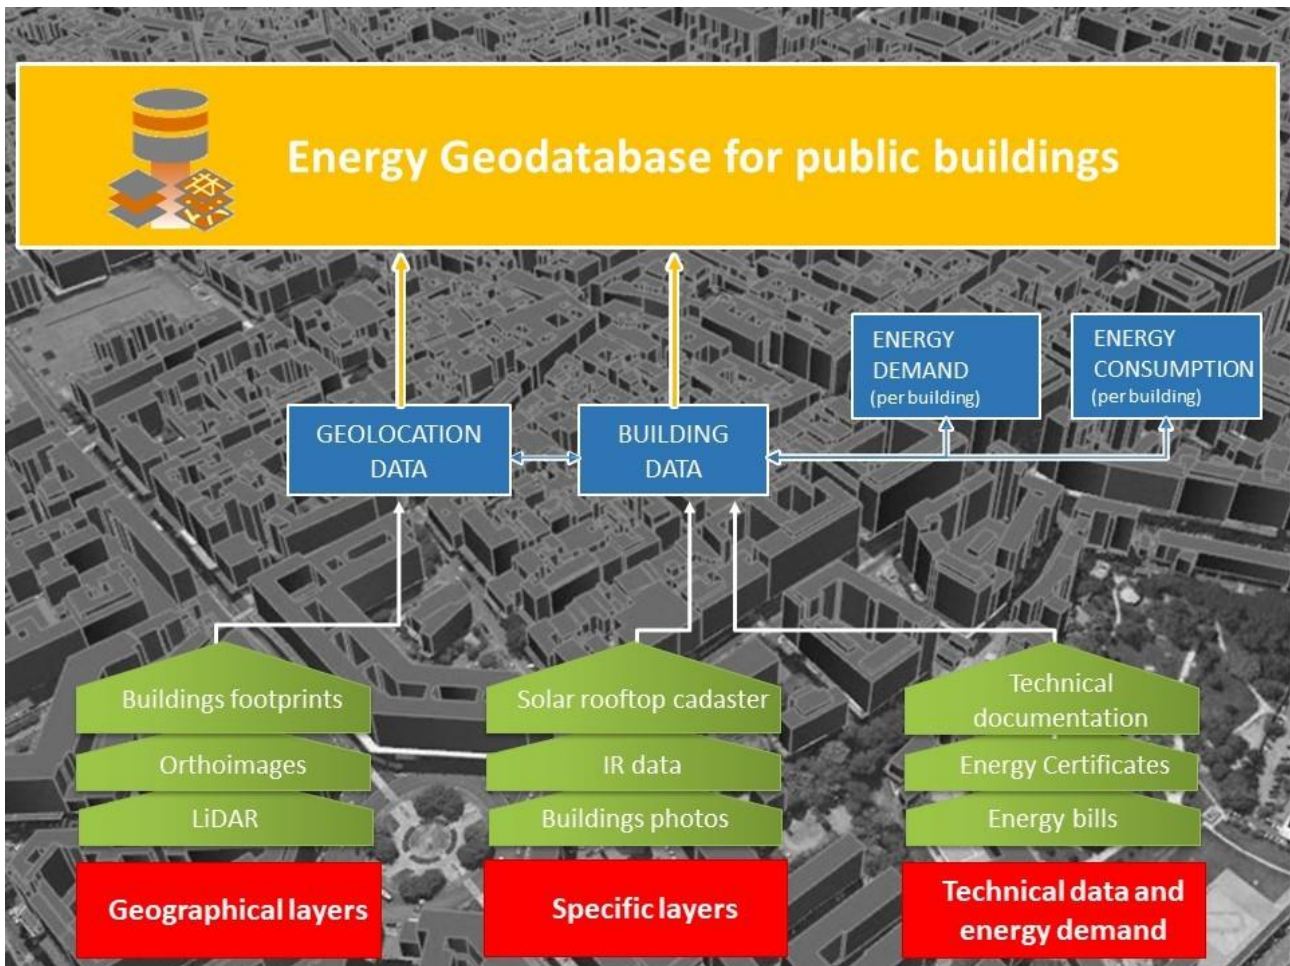 Energy Geodatabase for public buildings
ENERGY
DEMAND
(per building)
ENERGY
CONSUMPTION
(per building)
GEOLOCATION
DATA
BUILDING
DATA
Buildings footprints
Orthoimages
LiDAR
Geographical layers
Solar rooftop cadaster
IR data
Buildings photos
Specific layers
Technical
documentation
Energy Certificates
Energy bills
Technical data and
energy demand